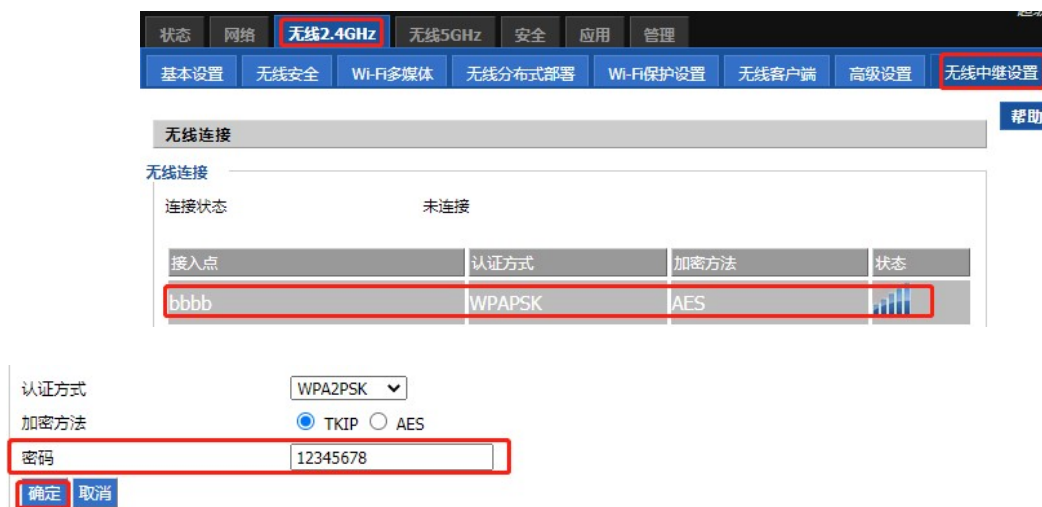 状态 网络 无线2.4GHz 无线5GHz 安全 应用 管理
基本设置 无线安全 Wi-Fi多媒体 无线分布式部署 Wi-Fi保护设置 无线客户端 高级设置 无线中继设置
帮助
无线连接
无线连接
连接状态 未连接
接入点 认证方式 加密方法 状态
bbbb WPAPSK AES
认证方式 WPA2PSK
加密方法 TKIP AES
密码 12345678
确定 取消